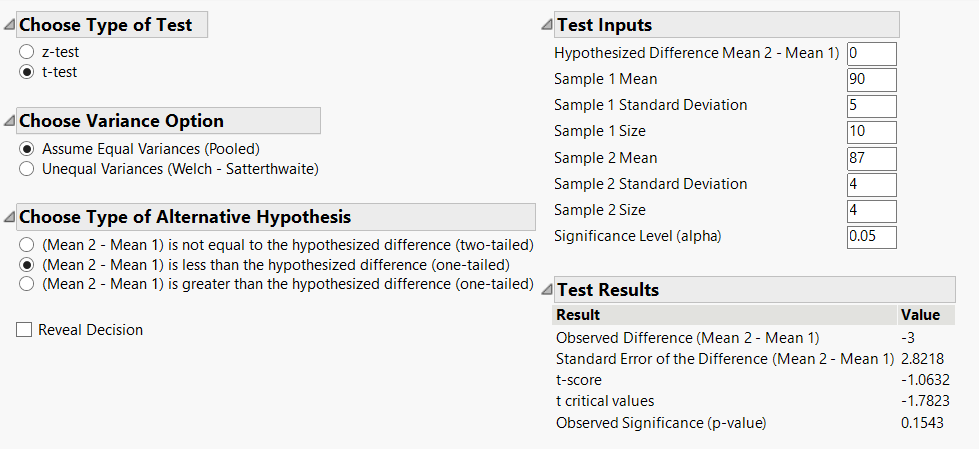 Choose Type of Test
z-test
t-test
Choose Variance Option
Assume Equal Variances (Pooled)
Unequal Variances (Welch - Satterthwaite)
Choose Type of Alternative Hypothesis
(Mean 2 - Mean 1) is not equal to the hypothesized difference (two-tailed)
(Mean 2 - Mean 1) is less than the hypothesized difference (one-tailed)
(Mean 2 - Mean 1) is greater than the hypothesized difference (one-tailed)
Reveal Decision
Test Inputs
Hypothesized Difference Mean 2 - Mean 1) 0
Sample 1 Mean 90
Sample 1 Standard Deviation 5
Sample 1 Size 10
Sample 2 Mean 87
Sample 2 Standard Deviation 4
Sample 2 Size 4
Significance Level (alpha) 0.05
Test Results
Result Value
Observed Difference (Mean 2 - Mean 1) -3
Standard Error of the Difference (Mean 2 - Mean 1) 2.8218
t-score -1.0632
t critical values -1.7823
Observed Significance (p-value) 0.1543